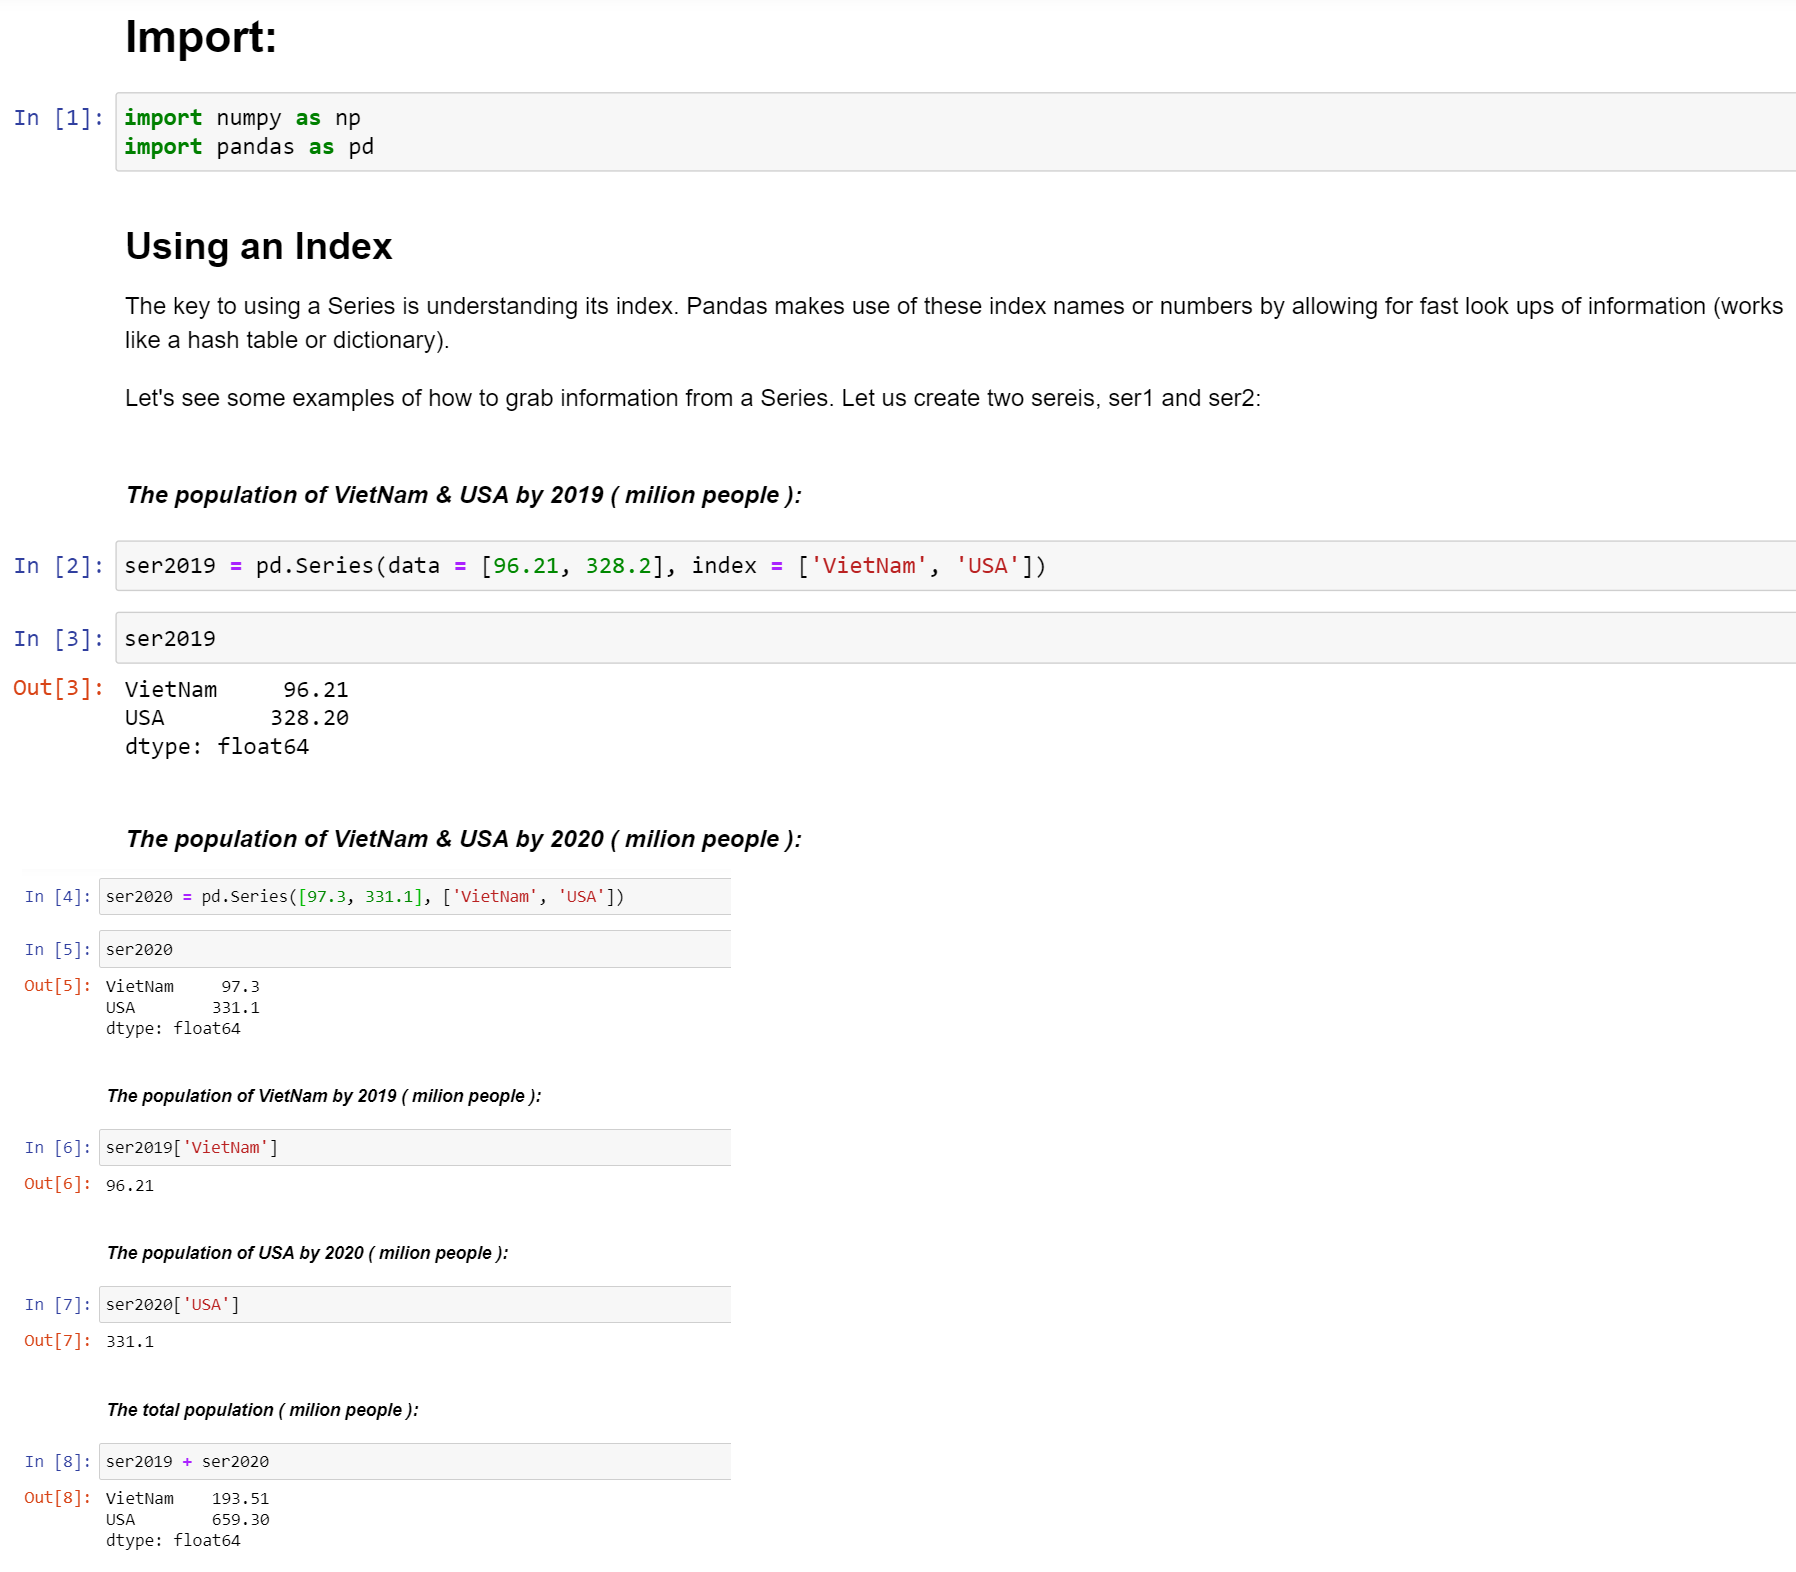 Import:
In [1]: import numpy as np
import pandas as pd
Using an Index
The key to using a Series is understanding its index. Pandas makes use of these index names or numbers by allowing for fast look ups of information (works
like a hash table or dictionary).
Let's see some examples of how to grab information from a Series. Let us create two sereis, ser1 and ser2:
The population of VietNam & USA by 2019 ( milion people ):
In [2]: ser2019 = pd.Series(data = [96.21, 328.2], index = ['VietNam', 'USA'])
In [3]: ser2019
Out[3]: VietNam 96.21
USA 328.20
dtype: float64
The population of VietNam & USA by 2020 ( milion people ):
In [4]: ser2020 = pd.Series([97.3, 331.1], ['VietNam', 'USA'])
In [5]: ser2020
Out[5]: VietNam 97.3
USA 331.1
dtype: float64
The population of VietNam by 2019 ( milion people ):
In [6]: ser2019['VietNam']
Out[6]: 96.21
The population of USA by 2020 ( milion people ):
In [7]: ser2020['USA']
Out[7]: 331.1
The total population ( milion people ):
In [8]: ser2019 + ser2020
Out[8]: VietNam 193.51
USA 659.30
dtype: float64